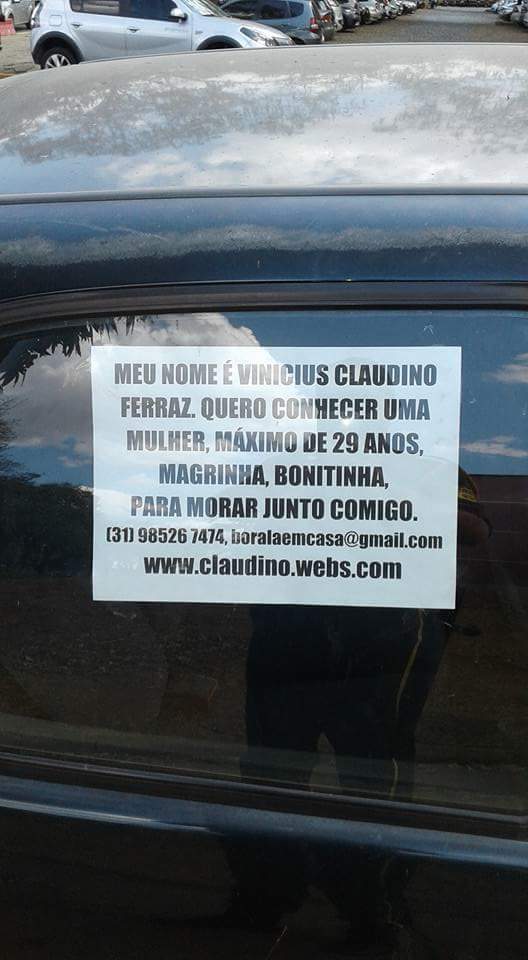 MEU NOME É VINICIUS CLAUDINO
FERRAZ. QUERO CONHECER UMA
MULHER, MÁXIMO DE 29 ANOS,
MAGRINHA, BONITINHA,
PARA MORAR JUNTO COMIGO.
(31) 98526 7474, boralaemcasa@gmail.com
www.claudino.webs.com